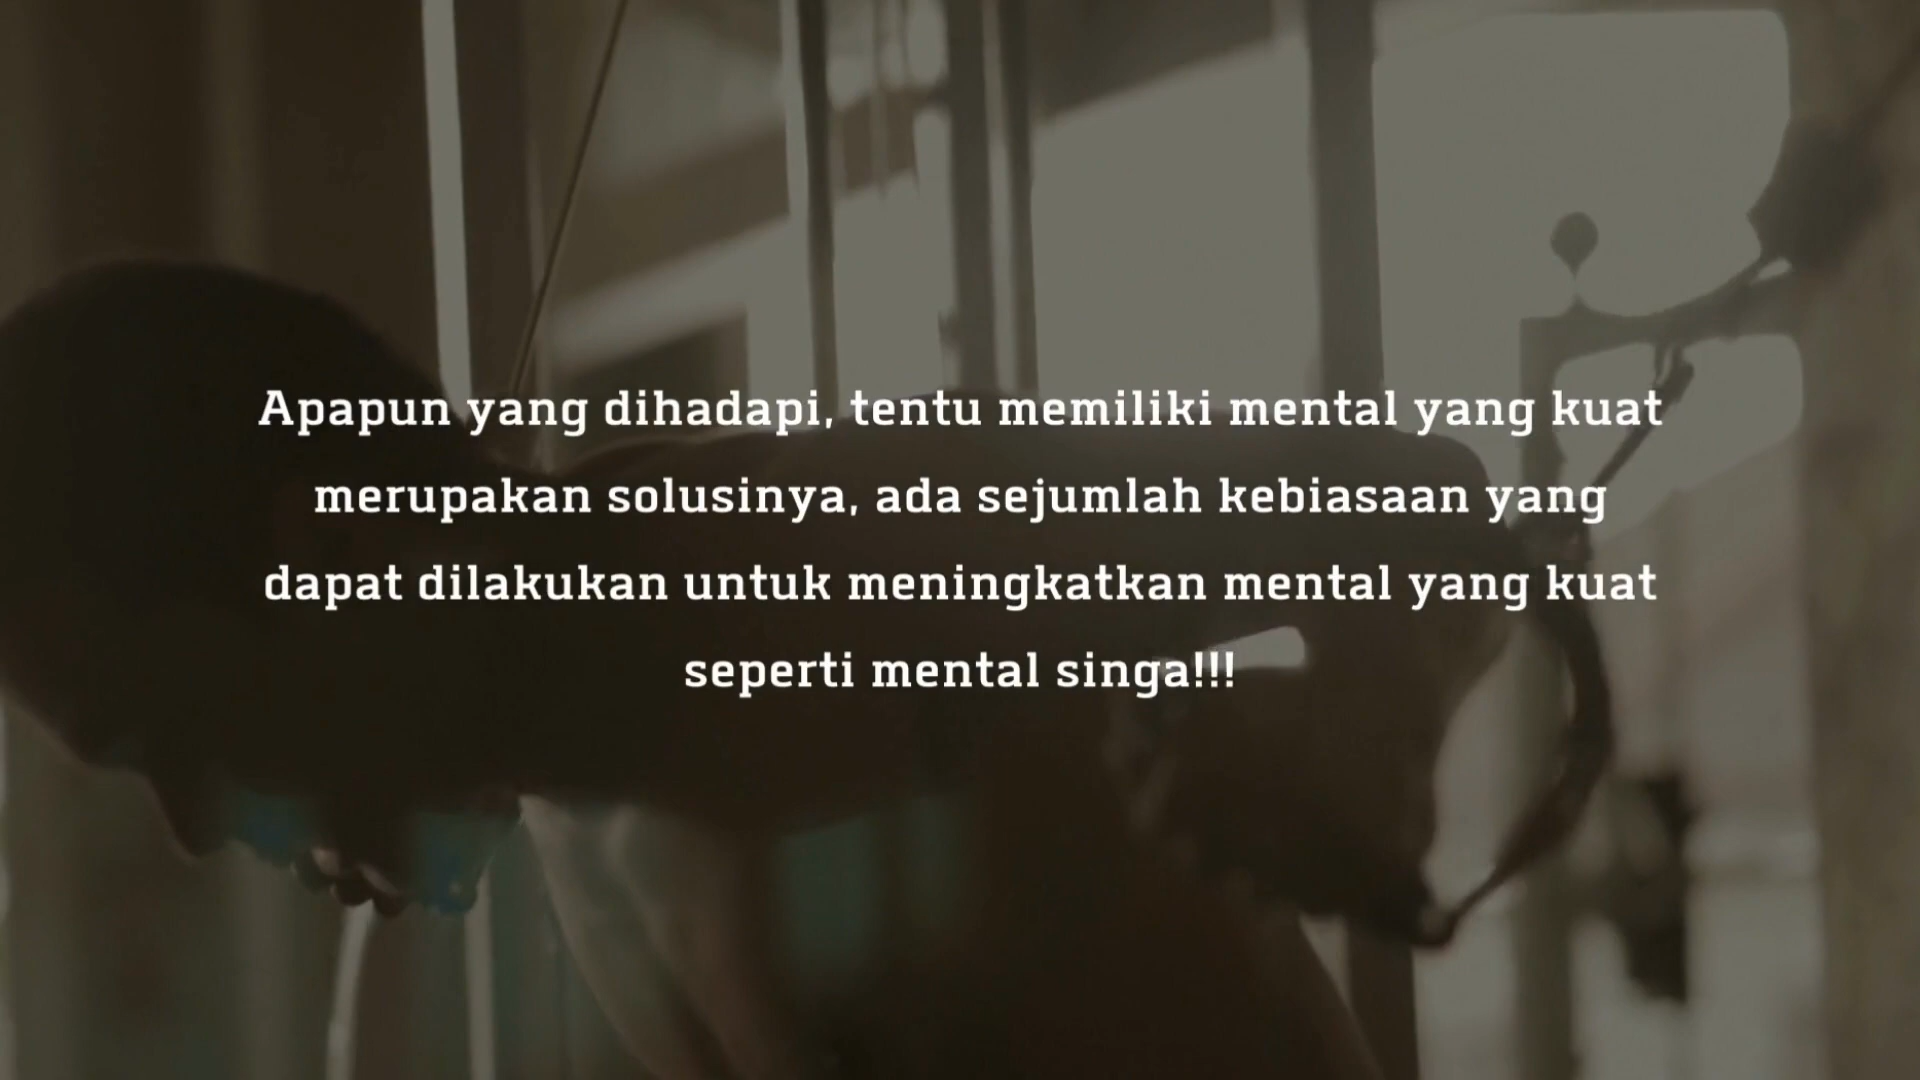 Apapun yang dihadapi, tentu memiliki mental yang kuat
merupakan solusinya, ada sejumlah kebiasaan yang
dapat dilakukan untuk meningkatkan mental yang kuat
seperti mental singa!!!